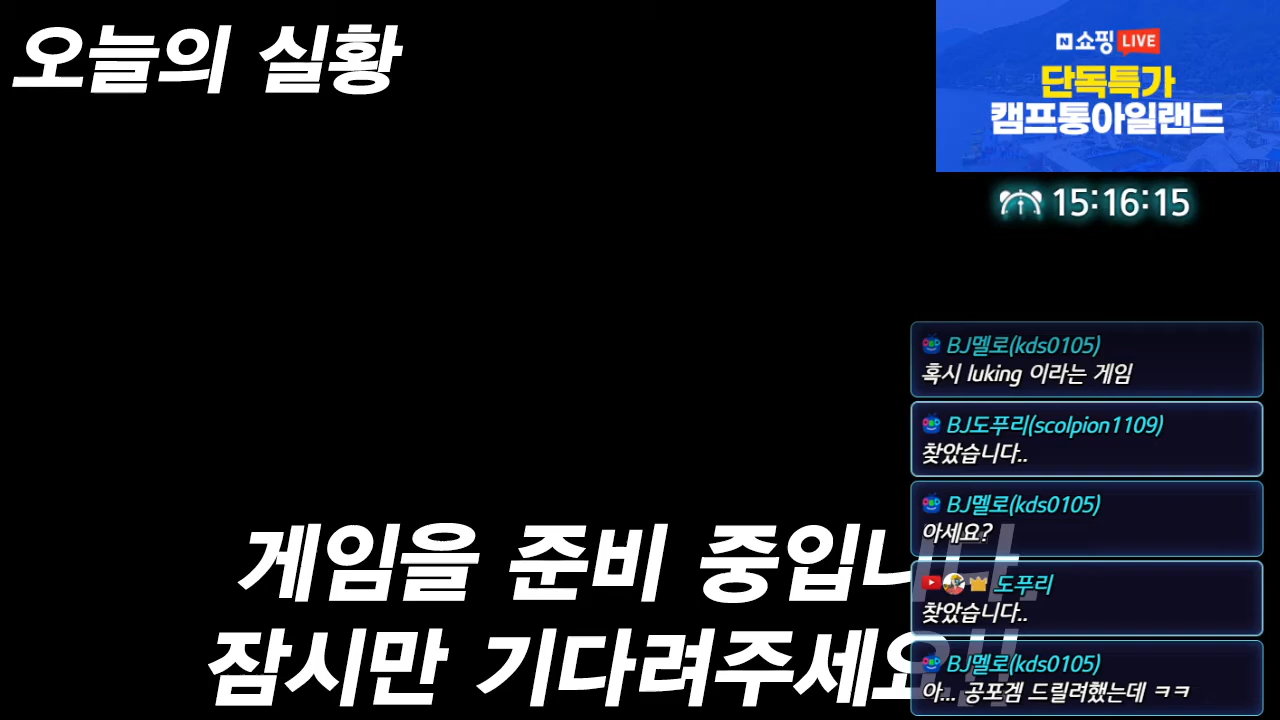 오늘의 실황
N 쇼핑 LIVE
단독특가
캠프통아일랜드
15:16:15
BJ멜로(kds0105)
혹시 luking 이라는 게임
BJ도푸리(scolpion1109)
찾았습니다..
BJ멜로(kds0105)
아세요?
도푸리
찾았습니다..
BJ멜로(kds0105)
아... 공포겜 드릴려했는데 ㅋㅋ
게임을 준비 중입니다.
잠시만 기다려주세요!!